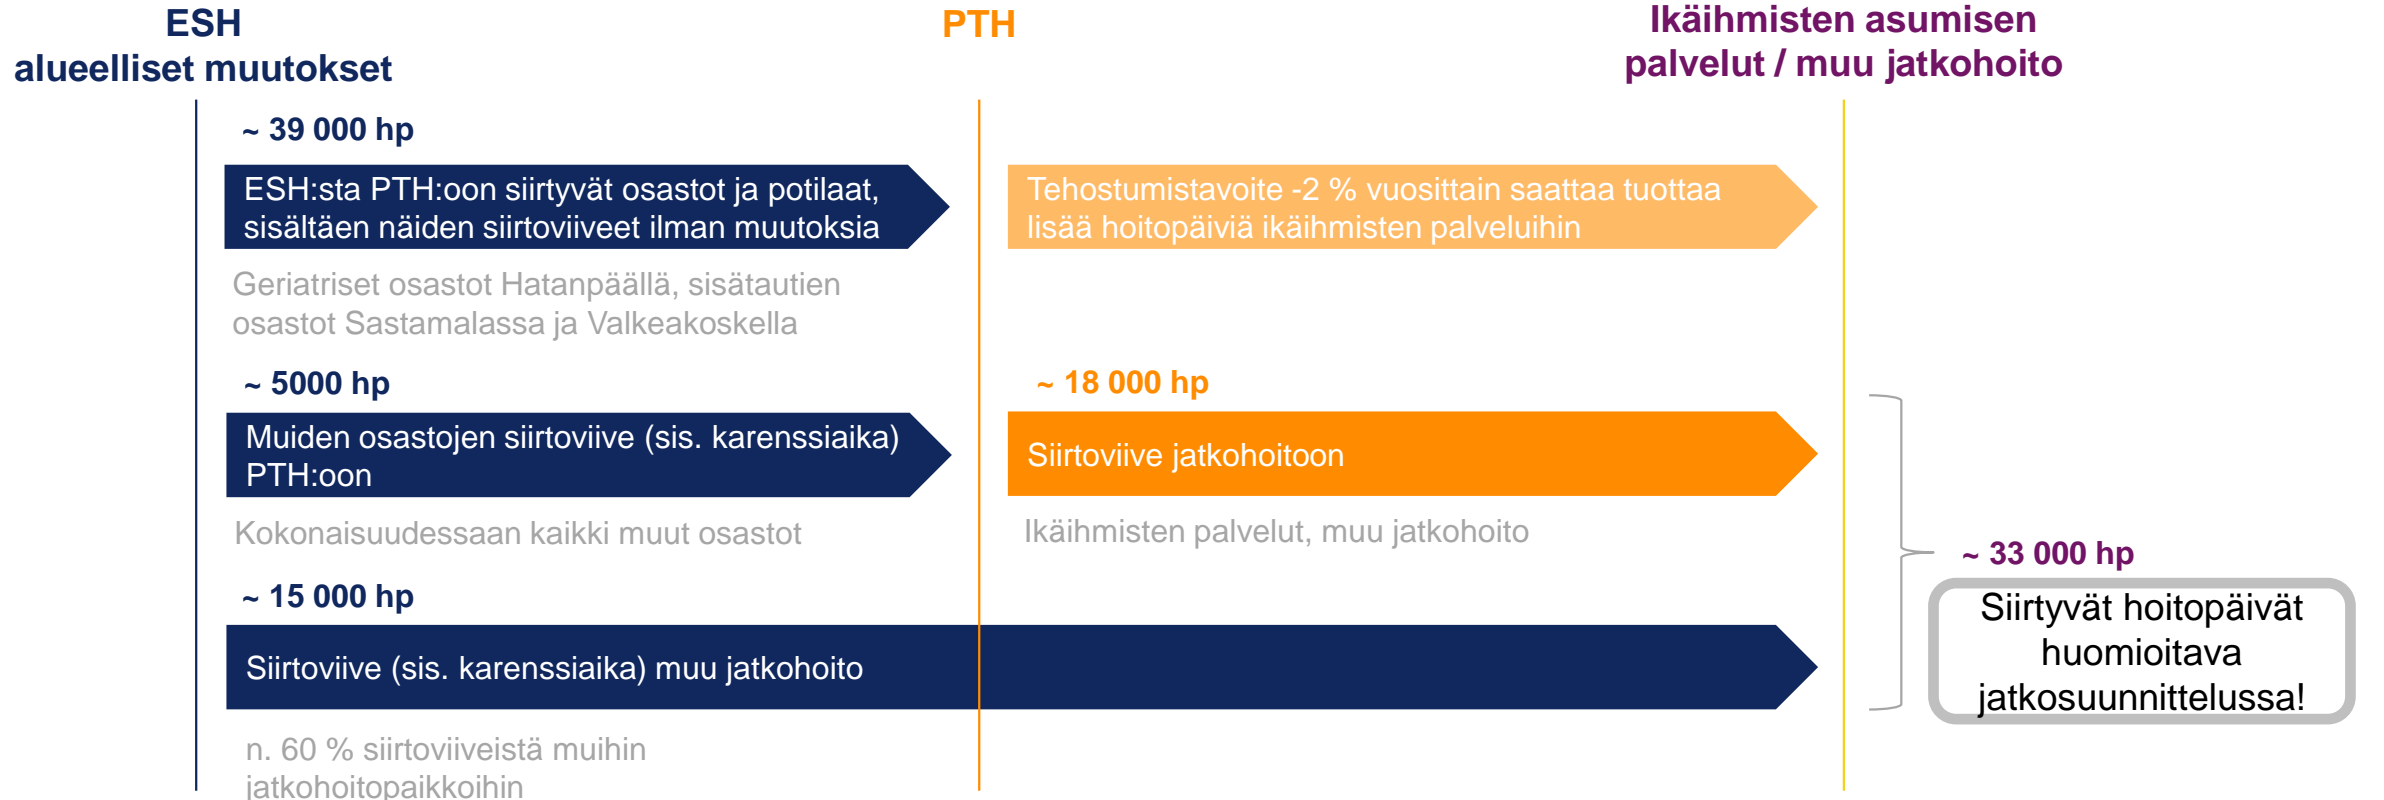 ESH
alueelliset muutokset
PTH
Ikäihmisten asumisen
palvelut / muu jatkohoito
~ 39 000 hp
ESH:sta PTH:oon siirtyvät osastot ja potilaat,
sisältäen näiden siirtoviiveet ilman muutoksia
Tehostumistavoite -2 % vuosittain saattaa tuottaa
lisää hoitopäiviä ikäihmisten palveluihin
Geriatriset osastot Hatanpäällä, sisätautien
osastot Sastamalassa ja Valkeakoskella
~ 5000 hp
~ 18 000 hp
Muiden osastojen siirtoviive (sis. karenssiaika)
PTH:oon
Siirtoviive jatkohoitoon
Kokonaisuudessaan kaikki muut osastot
Ikäihmisten palvelut, muu jatkohoito
~ 33 000 hp
~ 15 000 hp
Siirtyvät hoitopäivät
huomioitava
jatkosuunnittelussa!
Siirtoviive (sis. karenssiaika) muu jatkohoito
n. 60 % siirtoviiveistä muihin
jatkohoitopaikkoihin